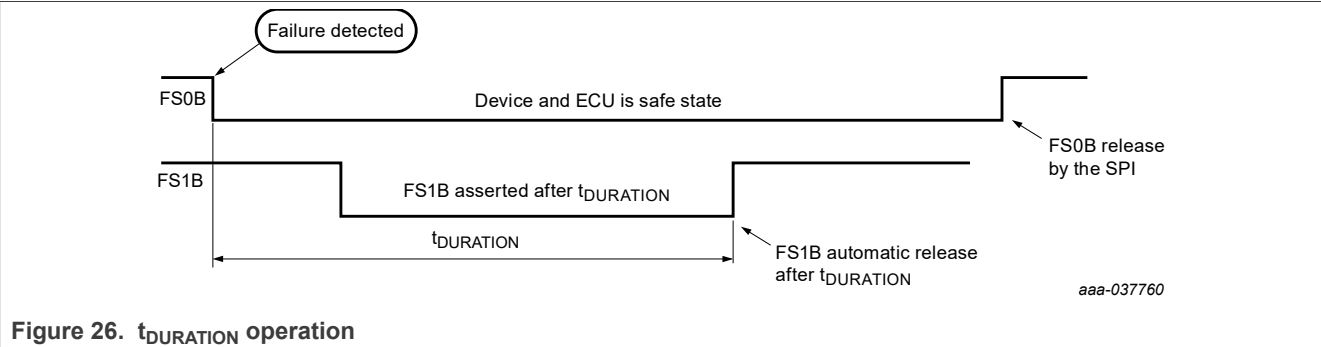 Failure detected
FS0B
Device and ECU is safe state
FS0B release
by the SPI
FS1B
FS1B asserted after tDURATION
tDURATION
FS1B automatic release
after tDURATION
aaa-037760
Figure 26. tDURATION operation